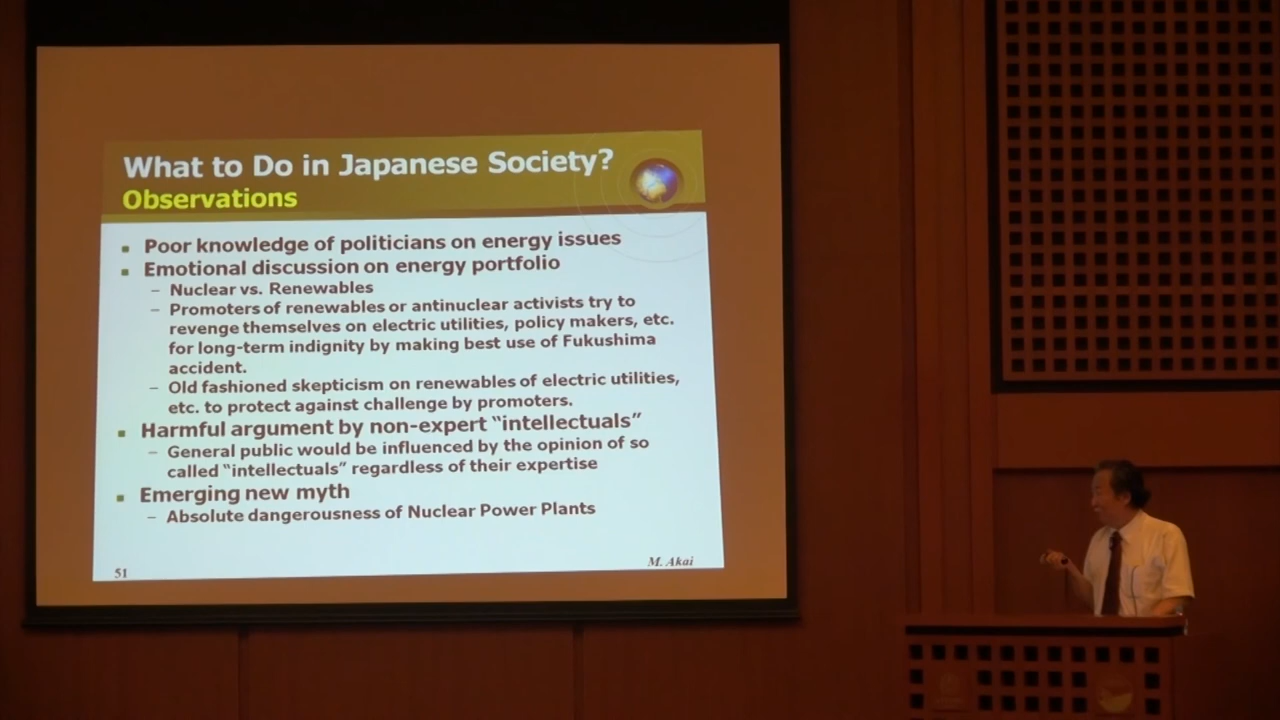 What to Do in Japanese Society?
Observations
▪ Poor knowledge of politicians on energy issues
▪ Emotional discussion on energy portfolio
– Nuclear vs. Renewables
– Promoters of renewables or antinuclear activists try to
revenge themselves on electric utilities, policy makers, etc.
for long-term indignity by making best use of Fukushima
accident.
– Old fashioned skepticism on renewables of electric utilities,
etc. to protect against challenge by promoters.
▪ Harmful argument by non-expert “intellectuals”
– General public would be influenced by the opinion of so
called “intellectuals” regardless of their expertise
▪ Emerging new myth
– Absolute dangerousness of Nuclear Power Plants
51
M. Akai